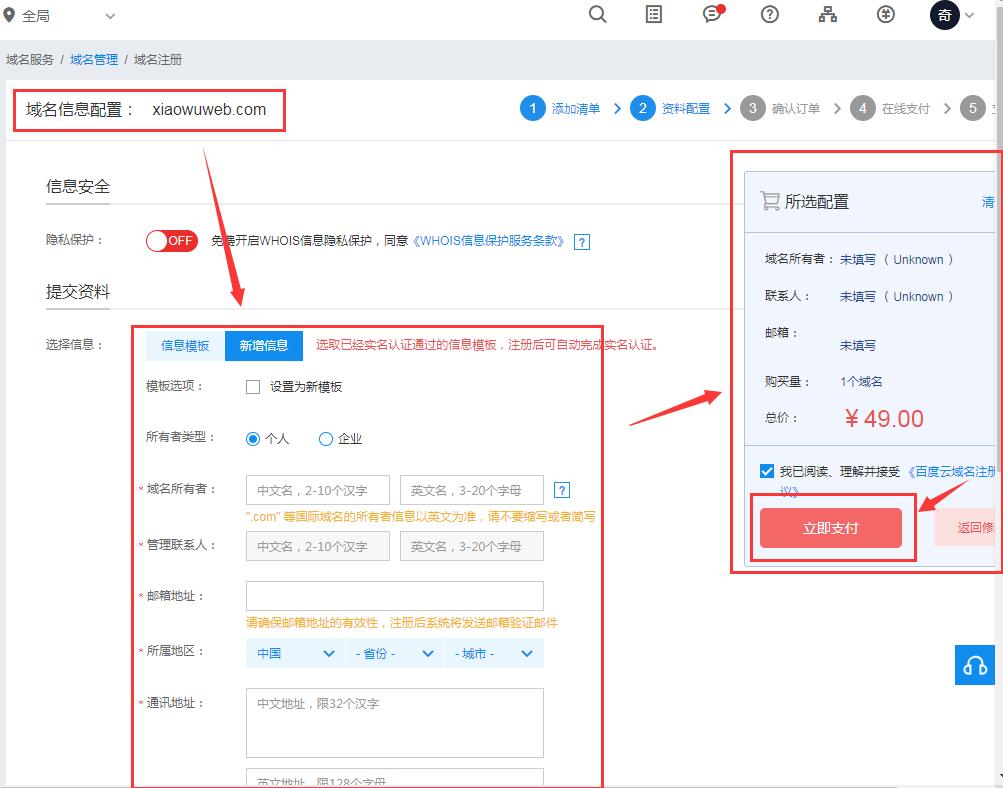 全局
奇
域名服务 / 域名管理 / 域名注册
域名信息配置： xiaowuweb.com
1 添加清单 > 2 资料配置 > 3 确认订单 > 4 在线支付 > 5
信息安全
隐私保护： OFF 免费开启WHOIS信息隐私保护，同意《WHOIS信息保护服务条款》 ?
提交资料
选择信息： 信息模板 新增信息 选取已经实名认证通过的信息模板，注册后可自动完成实名认证。
模板选项： 设置为新模板
所有者类型： 个人 企业
* 域名所有者： 中文名，2-10个汉字 英文名，3-20个字母 ?
".com" 等国际域名的所有者信息以英文为准，请不要缩写或者简写
* 管理联系人： 中文名，2-10个汉字 英文名，3-20个字母
* 邮箱地址：
请确保邮箱地址的有效性，注册后系统将发送邮箱验证邮件
* 所属地区： 中国 - 省份 - - 城市 -
* 通讯地址： 中文地址，限32个汉字
英文地址，限128个字母
所选配置 清
域名所有者： 未填写（ Unknown ）
联系人： 未填写（ Unknown ）
邮箱：
未填写
购买量： 1个域名
总价： ￥49.00
我已阅读、理解并接受 《百度云域名注册
议》
立即支付 返回修